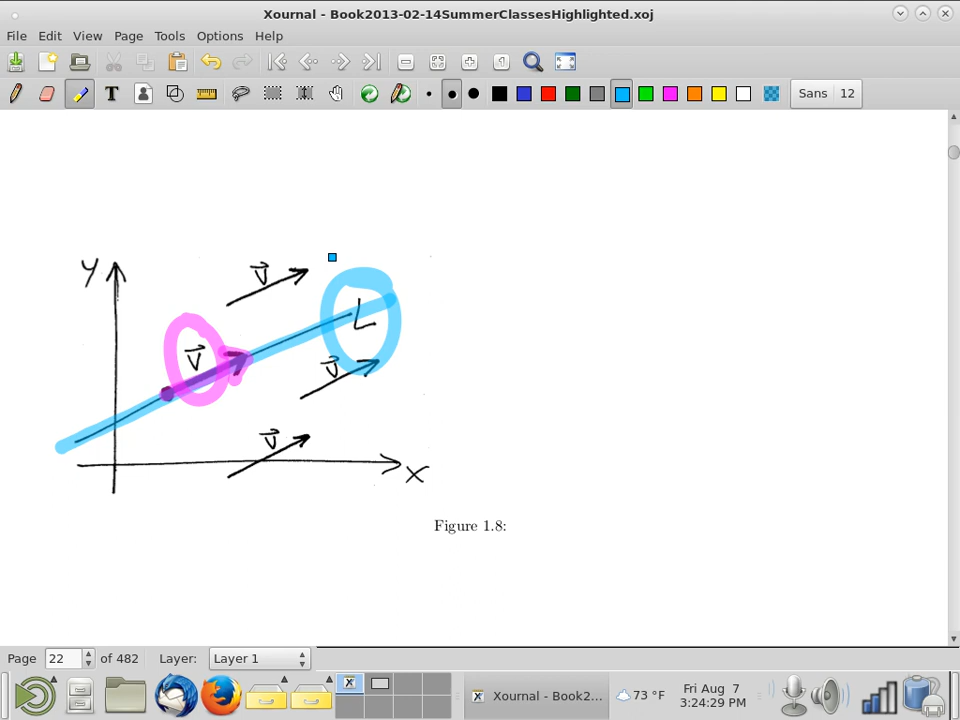 Xournal - Book2013-02-14SummerClassesHighlighted.xoj
File Edit View Page Tools Options Help
T Sans 12
y
v
v
L
v
v
x
Figure 1.8:
Page 22 of 482 Layer: Layer 1
Xournal - Book2... 73 °F Fri Aug 7
3:24:29 PM